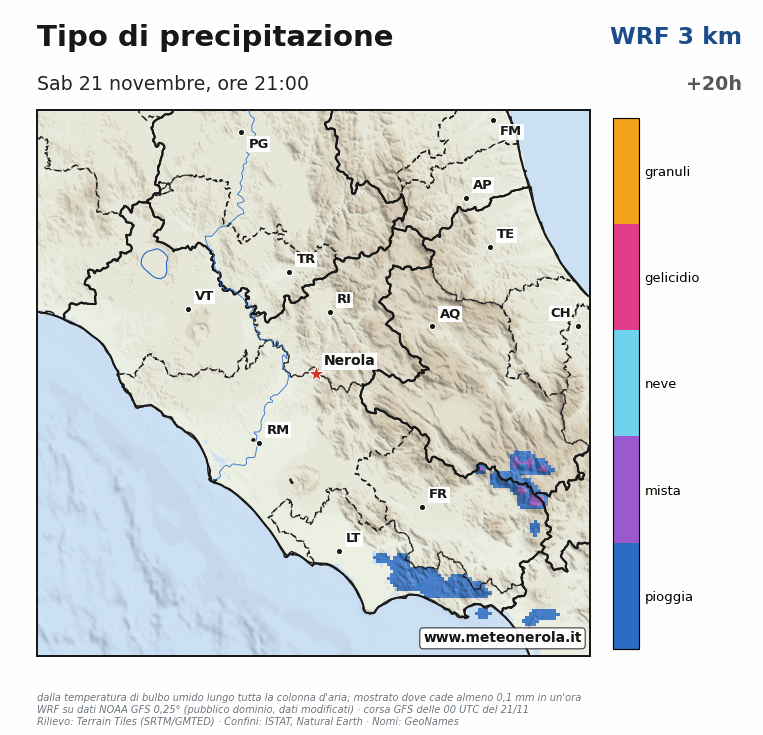 Tipo di precipitazione
WRF 3 km
Sab 21 novembre, ore 21:00
+20h
FM
PG
AP
TE
TR
VT
RI
AQ
CH
Nerola
RM
FR
LT
www.meteonerola.it
granuli
gelicidio
neve
mista
pioggia
dalla temperatura di bulbo umido lungo tutta la colonna d'aria; mostrato dove cade almeno 0,1 mm in un'ora
WRF su dati NOAA GFS 0,25° (pubblico dominio, dati modificati) · corsa GFS delle 00 UTC del 21/11
Rilievo: Terrain Tiles (SRTM/GMTED) · Confini: ISTAT, Natural Earth · Nomi: GeoNames